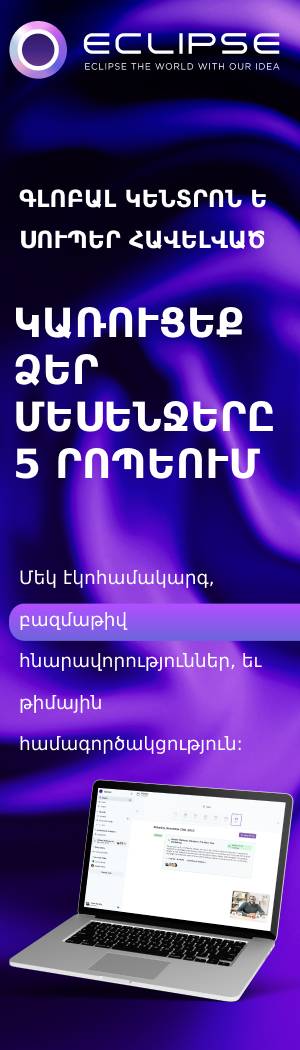 ECLIPSE
ECLIPSE THE WORLD WITH OUR IDEA
ԳԼՈԲԱԼ ԿԵՆՏՐՈՆ Է
ՍՈՒՊԵՐ ՀԱՎԵԼՎԱԾ
ԿԱՌՈՒՑԵՔ
ՁԵՐ
ՄԵՍԵՆՋԵՐԸ
5 ՐՈՊԵՈՒՄ
Մեկ էկոհամակարգ,
բազմաթիվ
հնարավորություններ, եւ
թիմային
համագործակցություն: